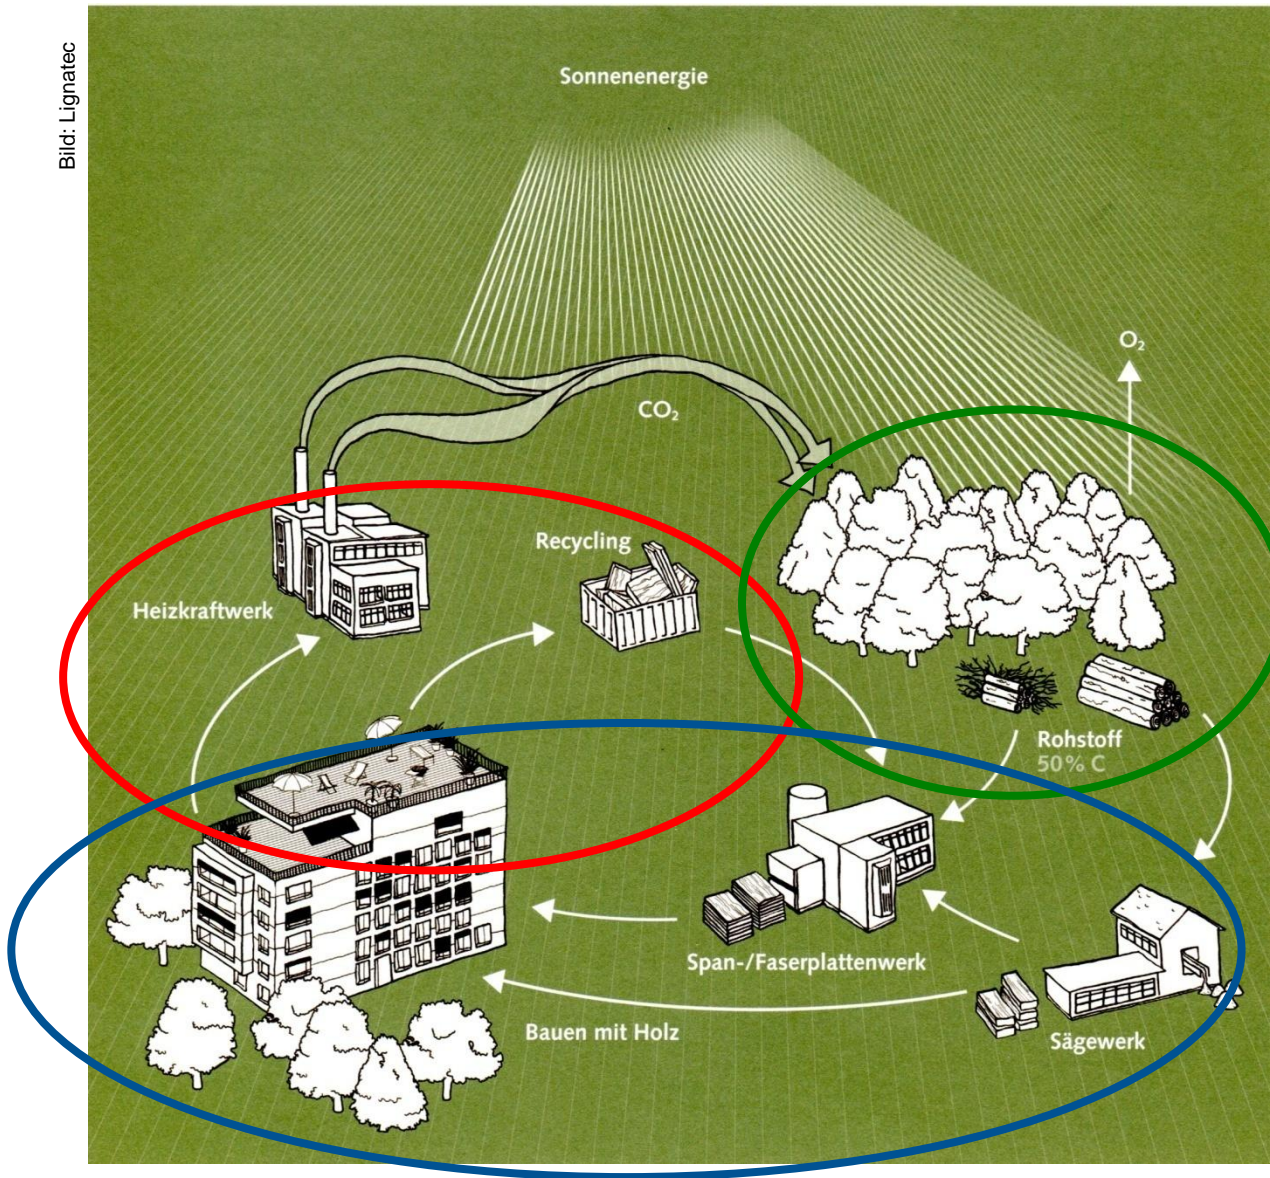 Bild: Lignatec
Sonnenenergie
O₂
CO₂
Recycling
Heizkraftwerk
Rohstoff
50% C
Span-/Faserplattenwerk
Bauen mit Holz
Sägewerk